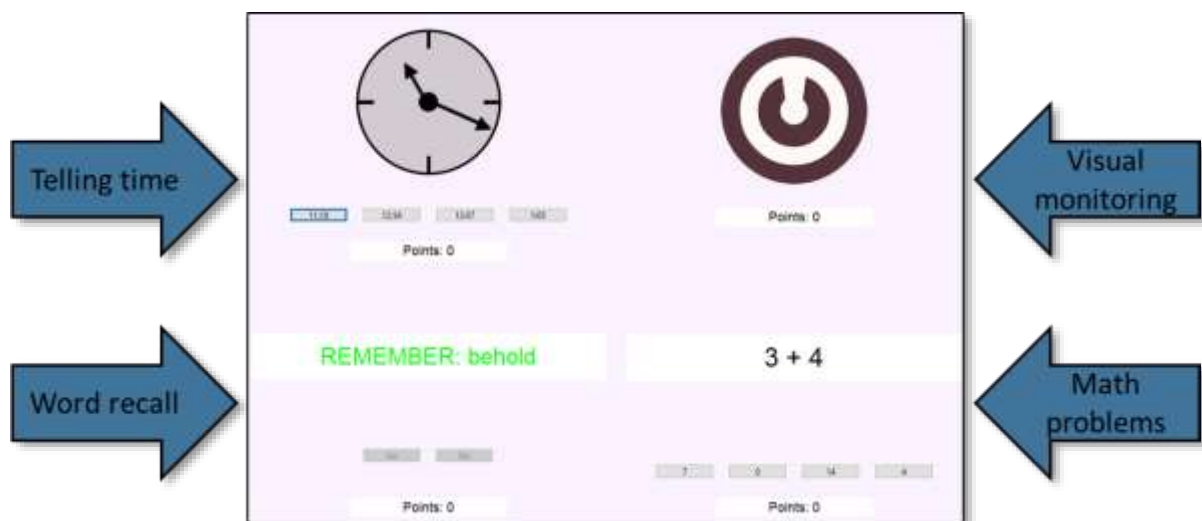 Telling time
Visual
monitoring
Points: 0
Points: 0
REMEMBER: behold
3 + 4
Word recall
Math
problems
7
14
4
Points: 0
Points: 0